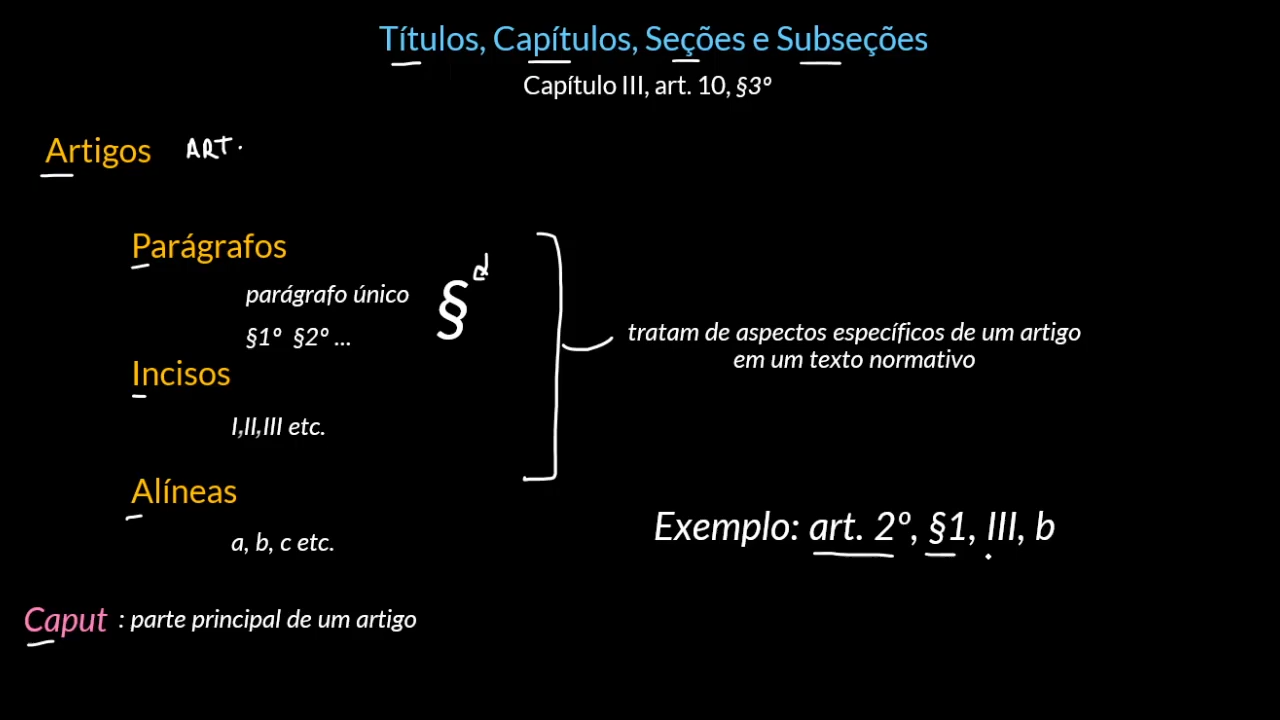 Títulos, Capítulos, Seções e Subseções
Capítulo III, art. 10, §3º
Artigos ART.
Parágrafos
parágrafo único
§1º §2º ...
§
Incisos
I,II,III etc.
tratam de aspectos específicos de um artigo
em um texto normativo
Alíneas
a, b, c etc.
Exemplo: art. 2º, §1, III, b
Caput : parte principal de um artigo